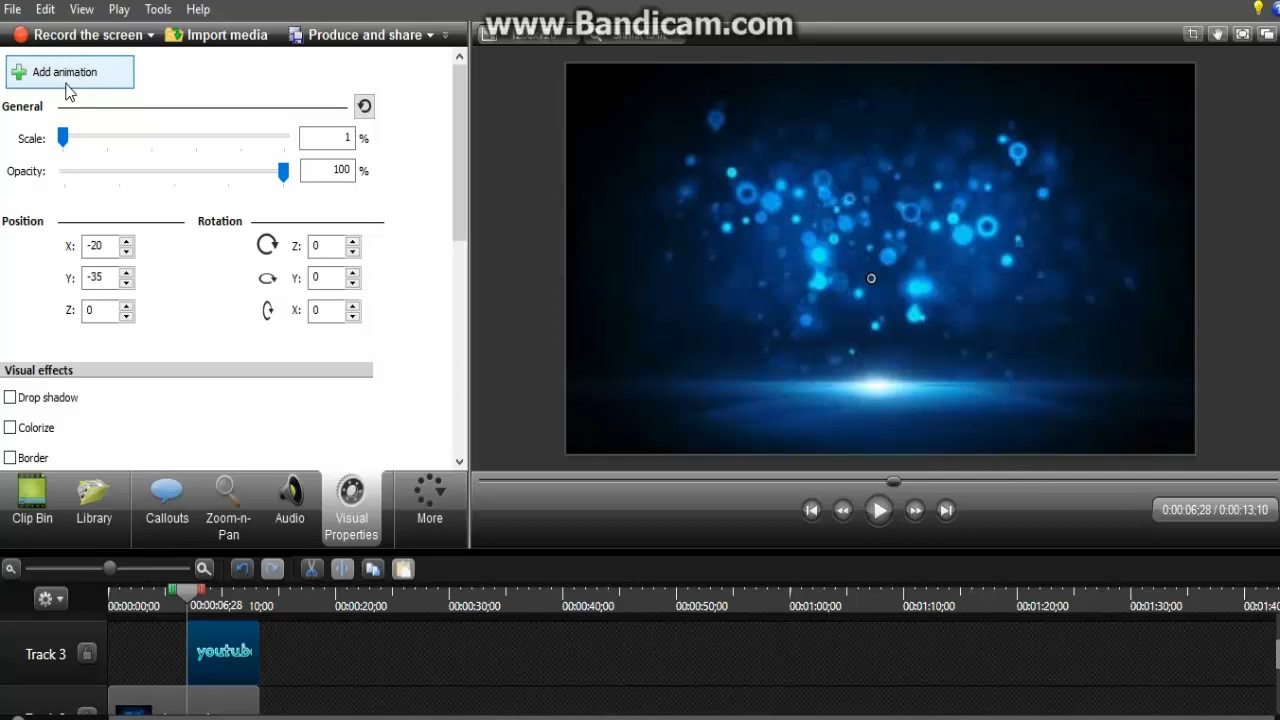 File Edit View Play Tools Help
www.Bandicam.com
Record the screen Import media Produce and share
Add animation
General
Scale: 1 %
Opacity: 100 %
Position Rotation
X: -20 Z: 0
Y: -35 Y: 0
Z: 0 X: 0
Visual effects
Drop shadow
Colorize
Border
Clip Bin Library Callouts Zoom-n-Pan Audio Visual Properties More
0:00:06;28 / 0:00:13;10
00:00:00;00 00:00:06;28 10;00 00:00:20;00 00:00:30;00 00:00:40;00 00:00:50;00 00:01:00;00 00:01:10;00 00:01:20;00 00:01:30;00
Track 3 youtub